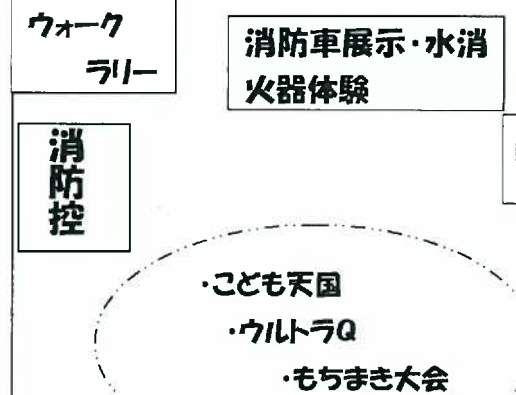 ウォーク
ラリー
消防車展示・水消
火器体験
消防控
・こども天国
・ウルトラQ
・もちまき大会